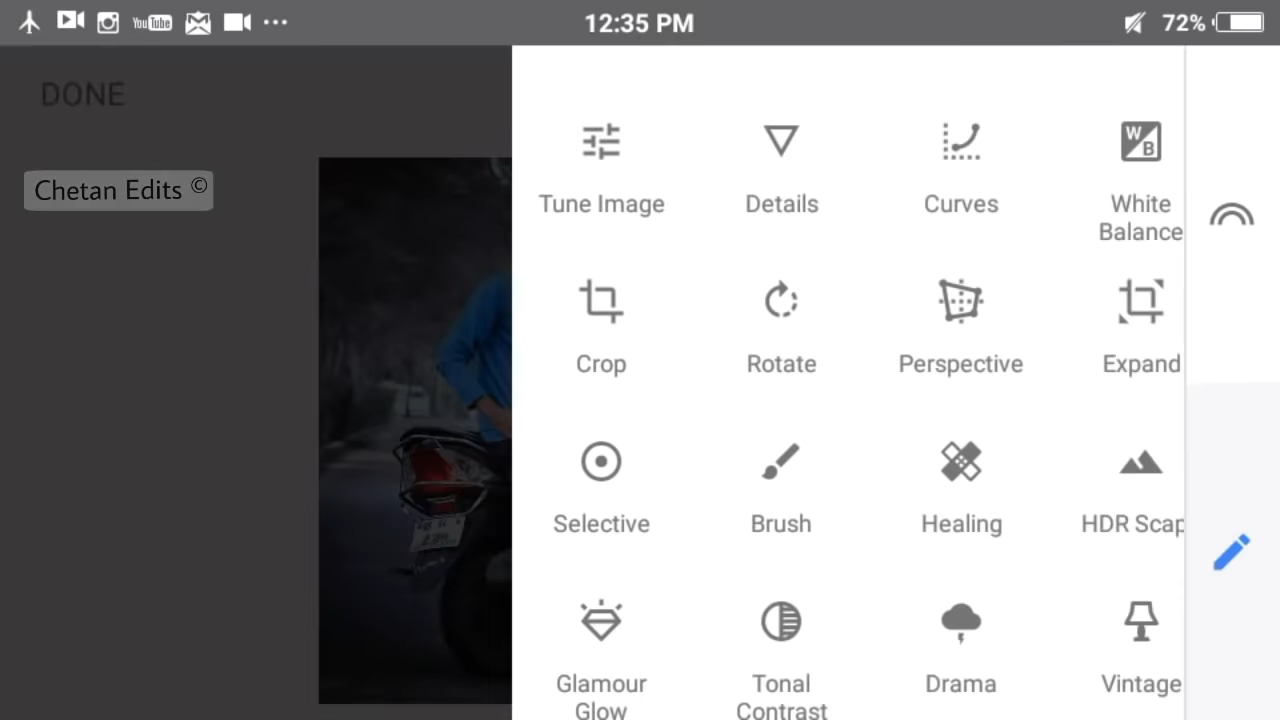 YouTube
12:35 PM
72%
DONE
Chetan Edits ©
Tune Image
Details
Curves
W
B
White
Balance
Crop
Rotate
Perspective
Expand
Selective
Brush
Healing
HDR Scap
Glamour
Glow
Tonal
Contrast
Drama
Vintage